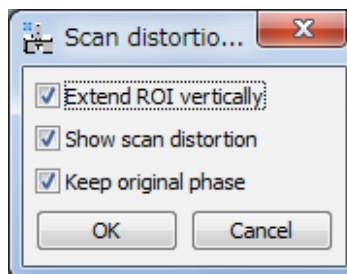 Scan distortio...
Extend ROI vertically
Show scan distortion
Keep original phase
OK Cancel